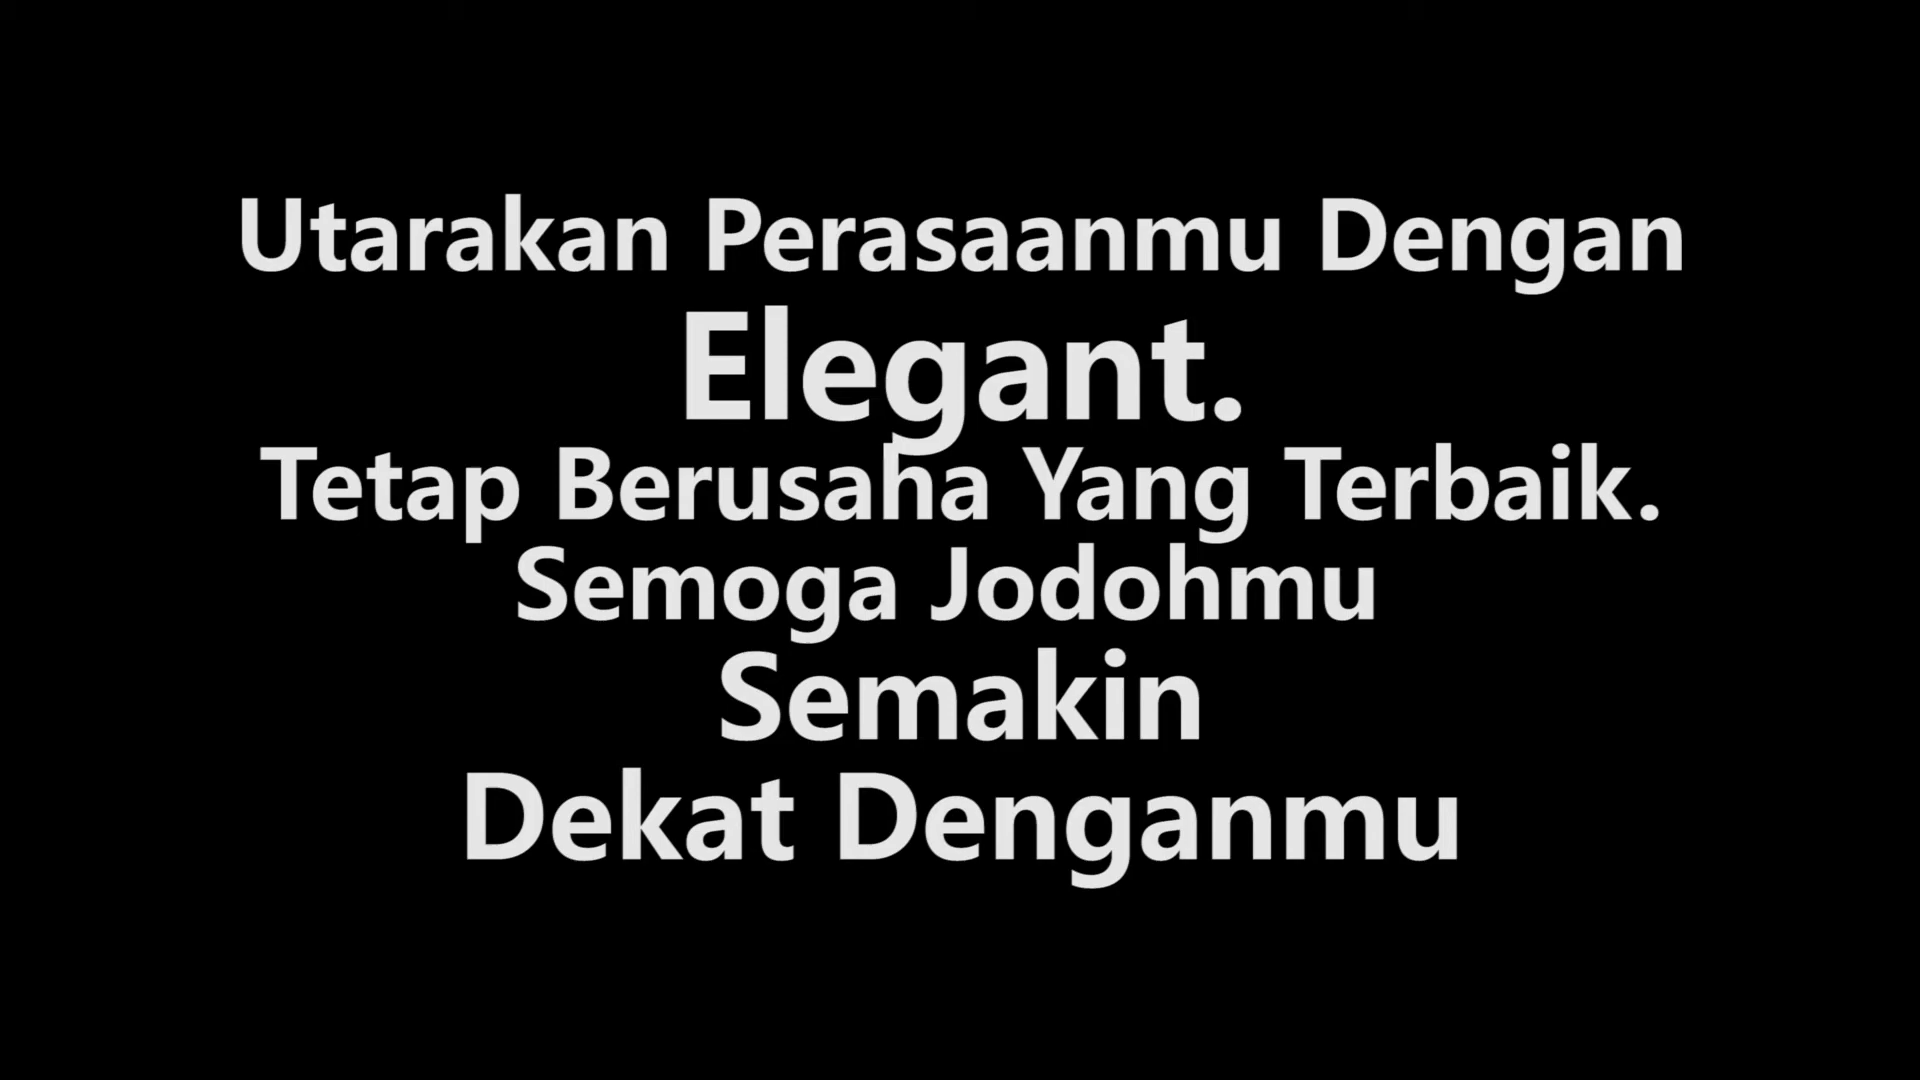 Utarakan Perasaanmu Dengan
Elegant.
Tetap Berusaha Yang Terbaik.
Semoga Jodohmu
Semakin
Dekat Denganmu